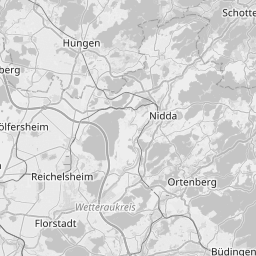 Schotte
Hungen
berg
Nidda
ölfersheim
Reichelsheim
Ortenberg
Wetteraukreis
Florstadt
Büdingen